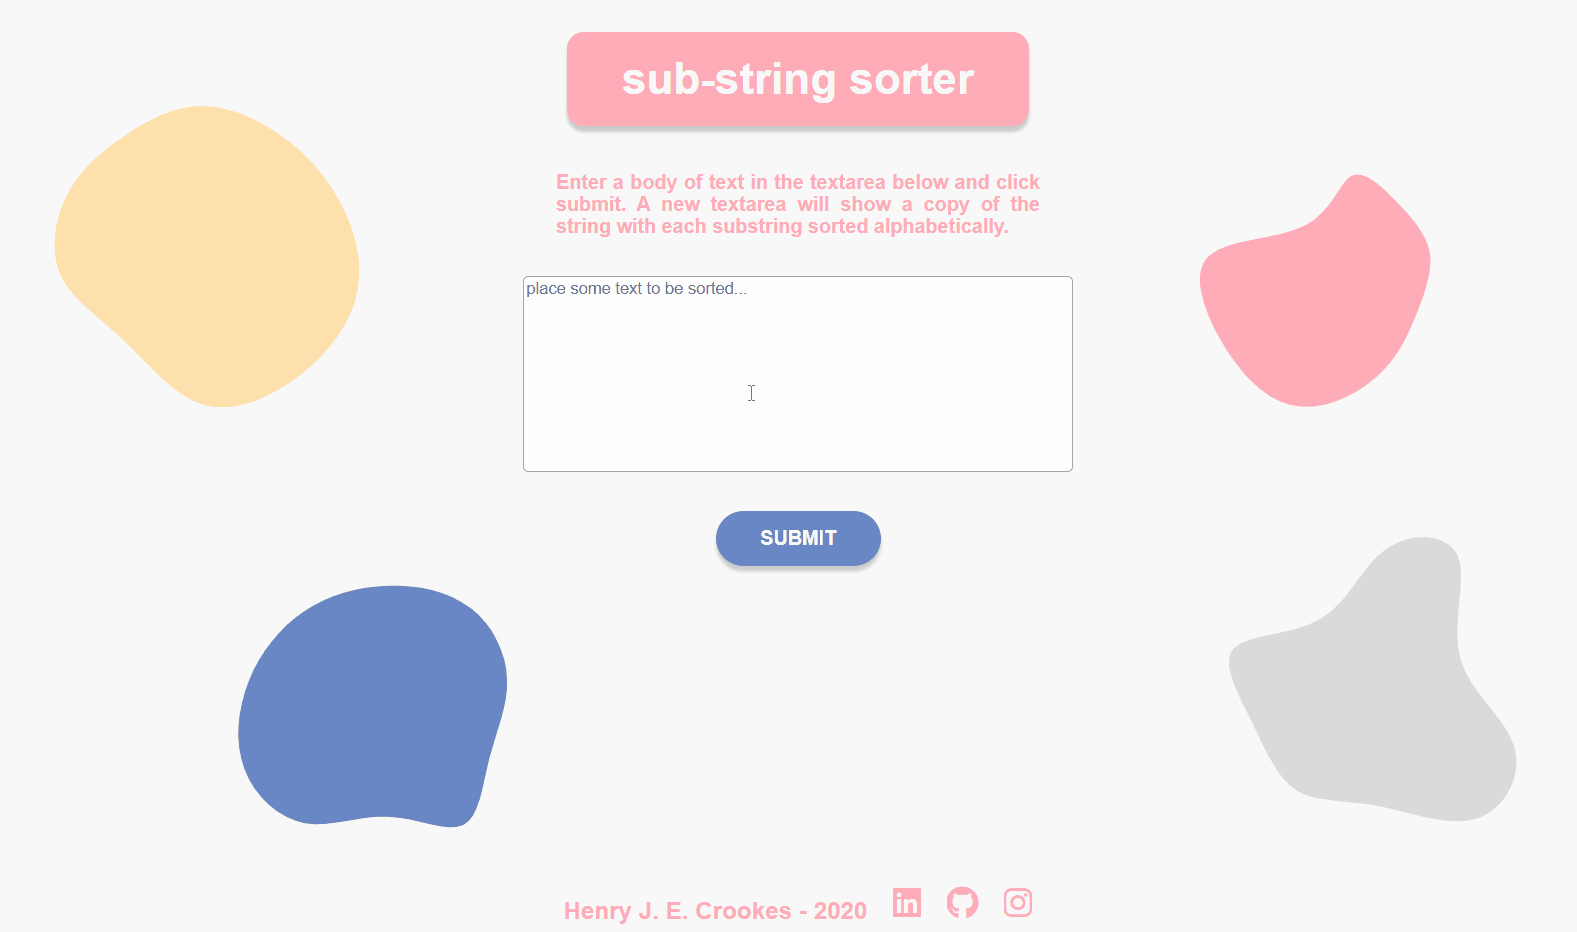 sub-string sorter
Enter a body of text in the textarea below and click
submit. A new textarea will show a copy of the
string with each substring sorted alphabetically.
place some text to be sorted...
SUBMIT
Henry J. E. Crookes - 2020